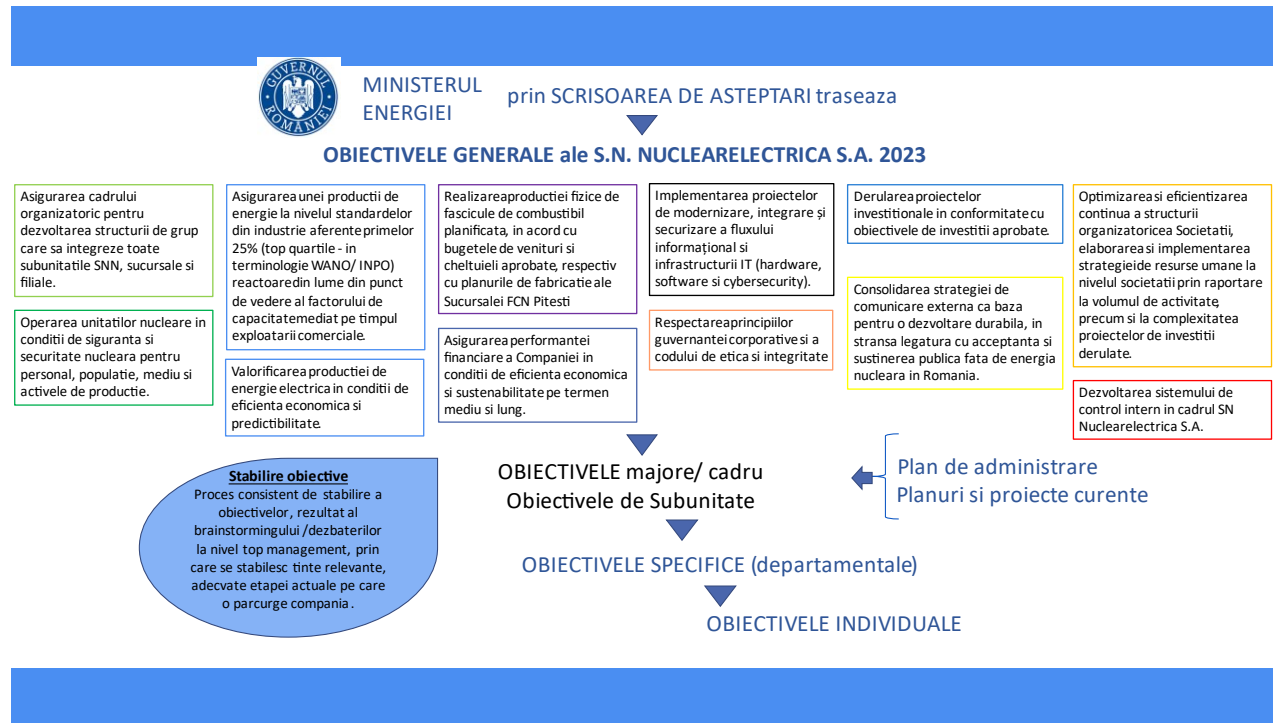 GUVERNUL
ROMÂNIEI
MINISTERUL
ENERGIEI
prin SCRISOAREA DE ASTEPTARI traseaza
OBIECTIVELE GENERALE ale S.N. NUCLEARELECTRICA S.A. 2023
Asigurarea cadrului
organizatoric pentru
dezvoltarea structurii de grup
care sa integreze toate
subunitatile SNN, sucursale si
filiale.
Operarea unitatilor nucleare in
conditii de siguranta si
securitate nucleara pentru
personal, populatie, mediu si
activele de productie.
Asigurarea unei productii de
energie la nivelul standardelor
din industrie aferente primelor
25% (top quartile - in
terminologie WANO/ INPO)
reactoare din lume din punct
de vedere al factorului de
capacitate mediat pe timpul
exploatarii comerciale.
Valorificarea productiei de
energie electrica in conditii de
eficienta economica si
predictibilitate.
Realizarea productiei fizice de
fascicule de combustibil
planificata, in acord cu
bugetele de venituri si
cheltuieli aprobate, respectiv
cu planurile de fabricatie ale
Sucursalei FCN Pitesti
Asigurarea performantei
financiare a Companiei in
conditii de eficienta economica
si sustenabilitate pe termen
mediu si lung.
Implementarea proiectelor
de modernizare, integrare și
securizare a fluxului
informațional si
infrastructurii IT (hardware,
software si cybersecurity).
Respectarea principiilor
guvernantei corporative si a
codului de etica si integritate
Derularea proiectelor
investitionale in conformitate cu
obiectivele de investitii aprobate.
Consolidarea strategiei de
comunicare externa ca baza
pentru o dezvoltare durabila, in
stransa legatura cu acceptanta si
sustinerea publica fata de energia
nucleara in Romania.
Optimizarea si eficientizarea
continua a structurii
organizatorice a Societatii,
elaborarea si implementarea
strategiei de resurse umane la
nivelul societatii prin raportare
la volumul de activitate,
precum si la complexitatea
proiectelor de investitii
derulate.
Dezvoltarea sistemului de
control intern in cadrul SN
Nuclearelectrica S.A.
Stabilire obiective
Proces consistent de stabilire a
obiectivelor, rezultat al
brainstormingului /dezbaterilor
la nivel top management, prin
care se stabilesc tinte relevante,
adecvate etapei actuale pe care
o parcurge compania.
OBIECTIVELE majore/ cadru
Obiectivele de Subunitate
Plan de administrare
Planuri si proiecte curente
OBIECTIVELE SPECIFICE (departamentale)
OBIECTIVELE INDIVIDUALE